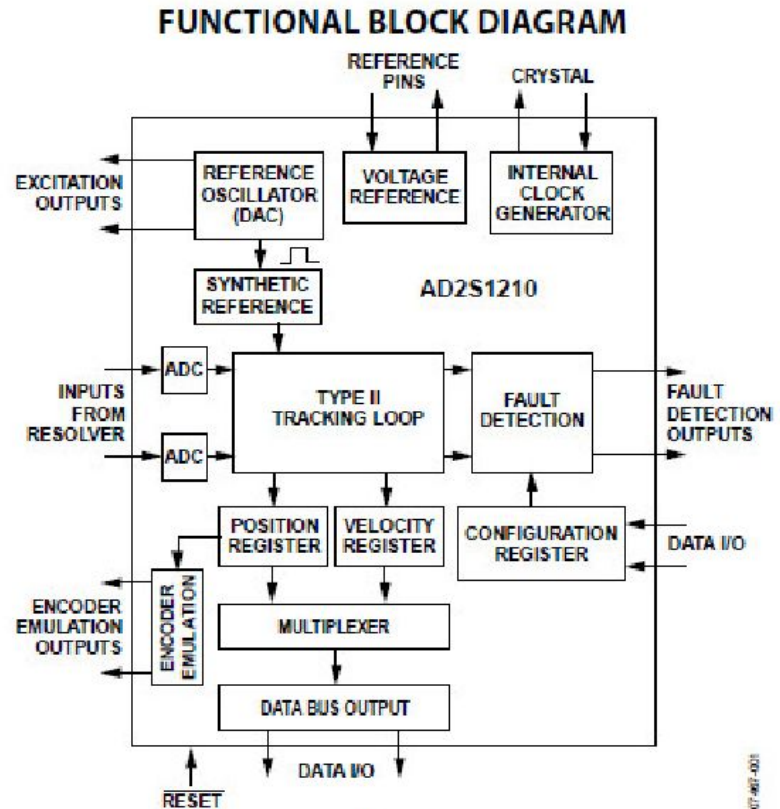 FUNCTIONAL BLOCK DIAGRAM
REFERENCE
PINS
CRYSTAL
EXCITATION
OUTPUTS
REFERENCE
OSCILLATOR
(DAC)
VOLTAGE
REFERENCE
INTERNAL
CLOCK
GENERATOR
SYNTHETIC
REFERENCE
AD2S1210
INPUTS
FROM
RESOLVER
ADC
ADC
TYPE II
TRACKING LOOP
FAULT
DETECTION
FAULT
DETECTION
OUTPUTS
POSITION
REGISTER
VELOCITY
REGISTER
CONFIGURATION
REGISTER
DATA I/O
ENCODER
EMULATION
OUTPUTS
ENCODER
EMULATION
MULTIPLEXER
DATA BUS OUTPUT
DATA I/O
RESET